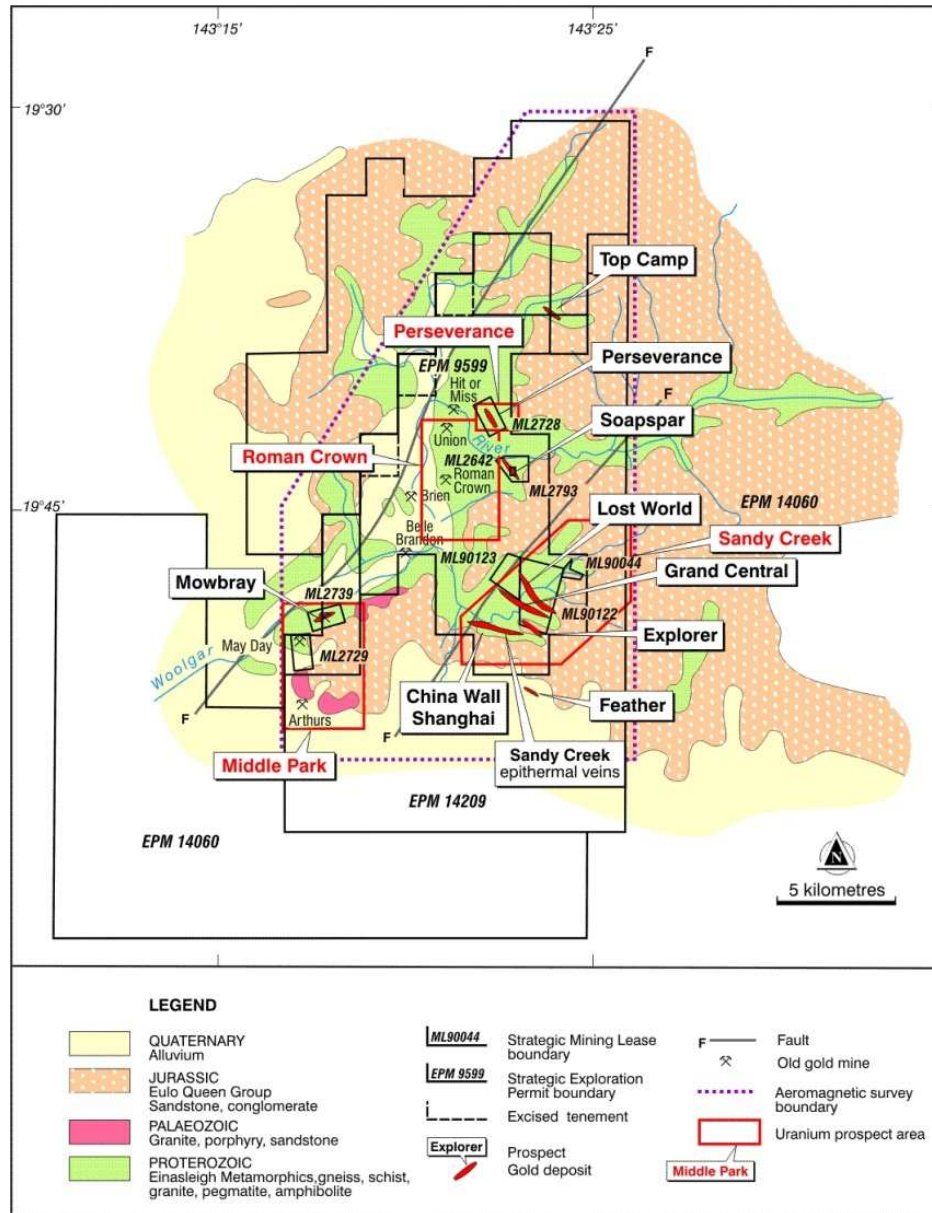 143°15'
143°25'
F
19°30'
Top Camp
Perseverance
EPM 9599
Perseverance
Hit or
Miss
ML2728
Soapspar
F
Union
River
Roman Crown
ML2642
Roman
Crown
ML2793
EPM 14060
19°45'
Brien
Lost World
Belle
Brandon
Sandy Creek
ML90123
ML90044
Grand Central
Mowbray
ML2739
ML90122
Explorer
May Day
ML2729
Woolgar
China Wall
Shanghai
Feather
F
Arthurs
F
Middle Park
Sandy Creek
epithermal veins
EPM 14209
EPM 14060
N
5 kilometres
LEGEND
QUATERNARY
Alluvium
JURASSIC
Eulo Queen Group
Sandstone, conglomerate
PALAEOZOIC
Granite, porphyry, sandstone
PROTEROZOIC
Einasleigh Metamorphics,gneiss, schist,
granite, pegmatite, amphibolite
ML90044
Strategic Mining Lease
boundary
EPM 9599
Strategic Exploration
Permit boundary
Excised tenement
Explorer
Prospect
Gold deposit
F
Fault
Old gold mine
Aeromagnetic survey
boundary
Uranium prospect area
Middle Park